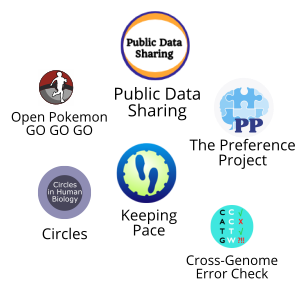 Public Data
Sharing
Public Data
Sharing
Open Pokemon
GO GO GO
PP
The Preference
Project
Circles
in Human
Biology
Circles
Keeping
Pace
C C √
A C X
T T √
G W ?!!
Cross-Genome
Error Check